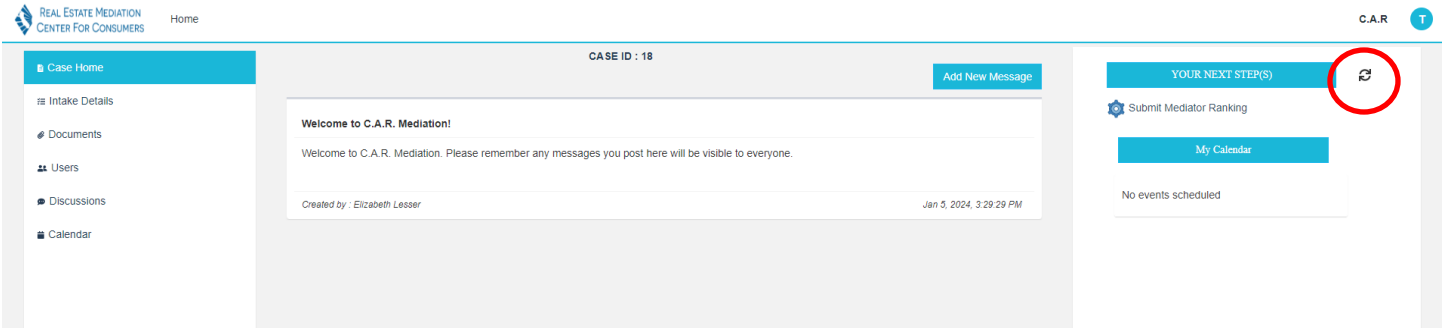 REAL ESTATE MEDIATION
CENTER FOR CONSUMERS
Home
C.A.R
T
Case Home
Intake Details
Documents
Users
Discussions
Calendar
CASE ID : 18
Add New Message
Welcome to C.A.R. Mediation!
Welcome to C.A.R. Mediation. Please remember any messages you post here will be visible to everyone.
Created by : Elizabeth Lesser
Jan 5, 2024, 3:29:29 PM
YOUR NEXT STEP(S)
Submit Mediator Ranking
My Calendar
No events scheduled